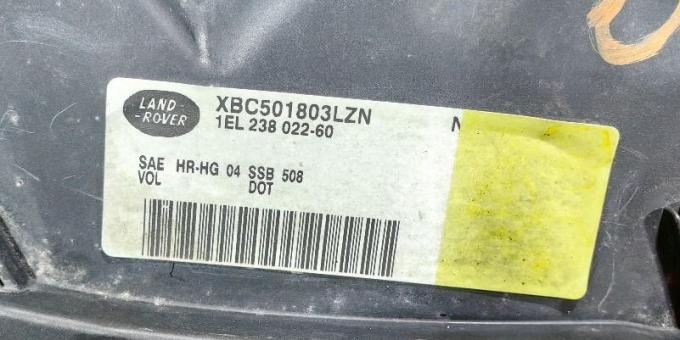 LAND-
-ROVER
XBC501803LZN
1EL 238 022-60
SAE HR-HG 04 SSB 508
VOL DOT